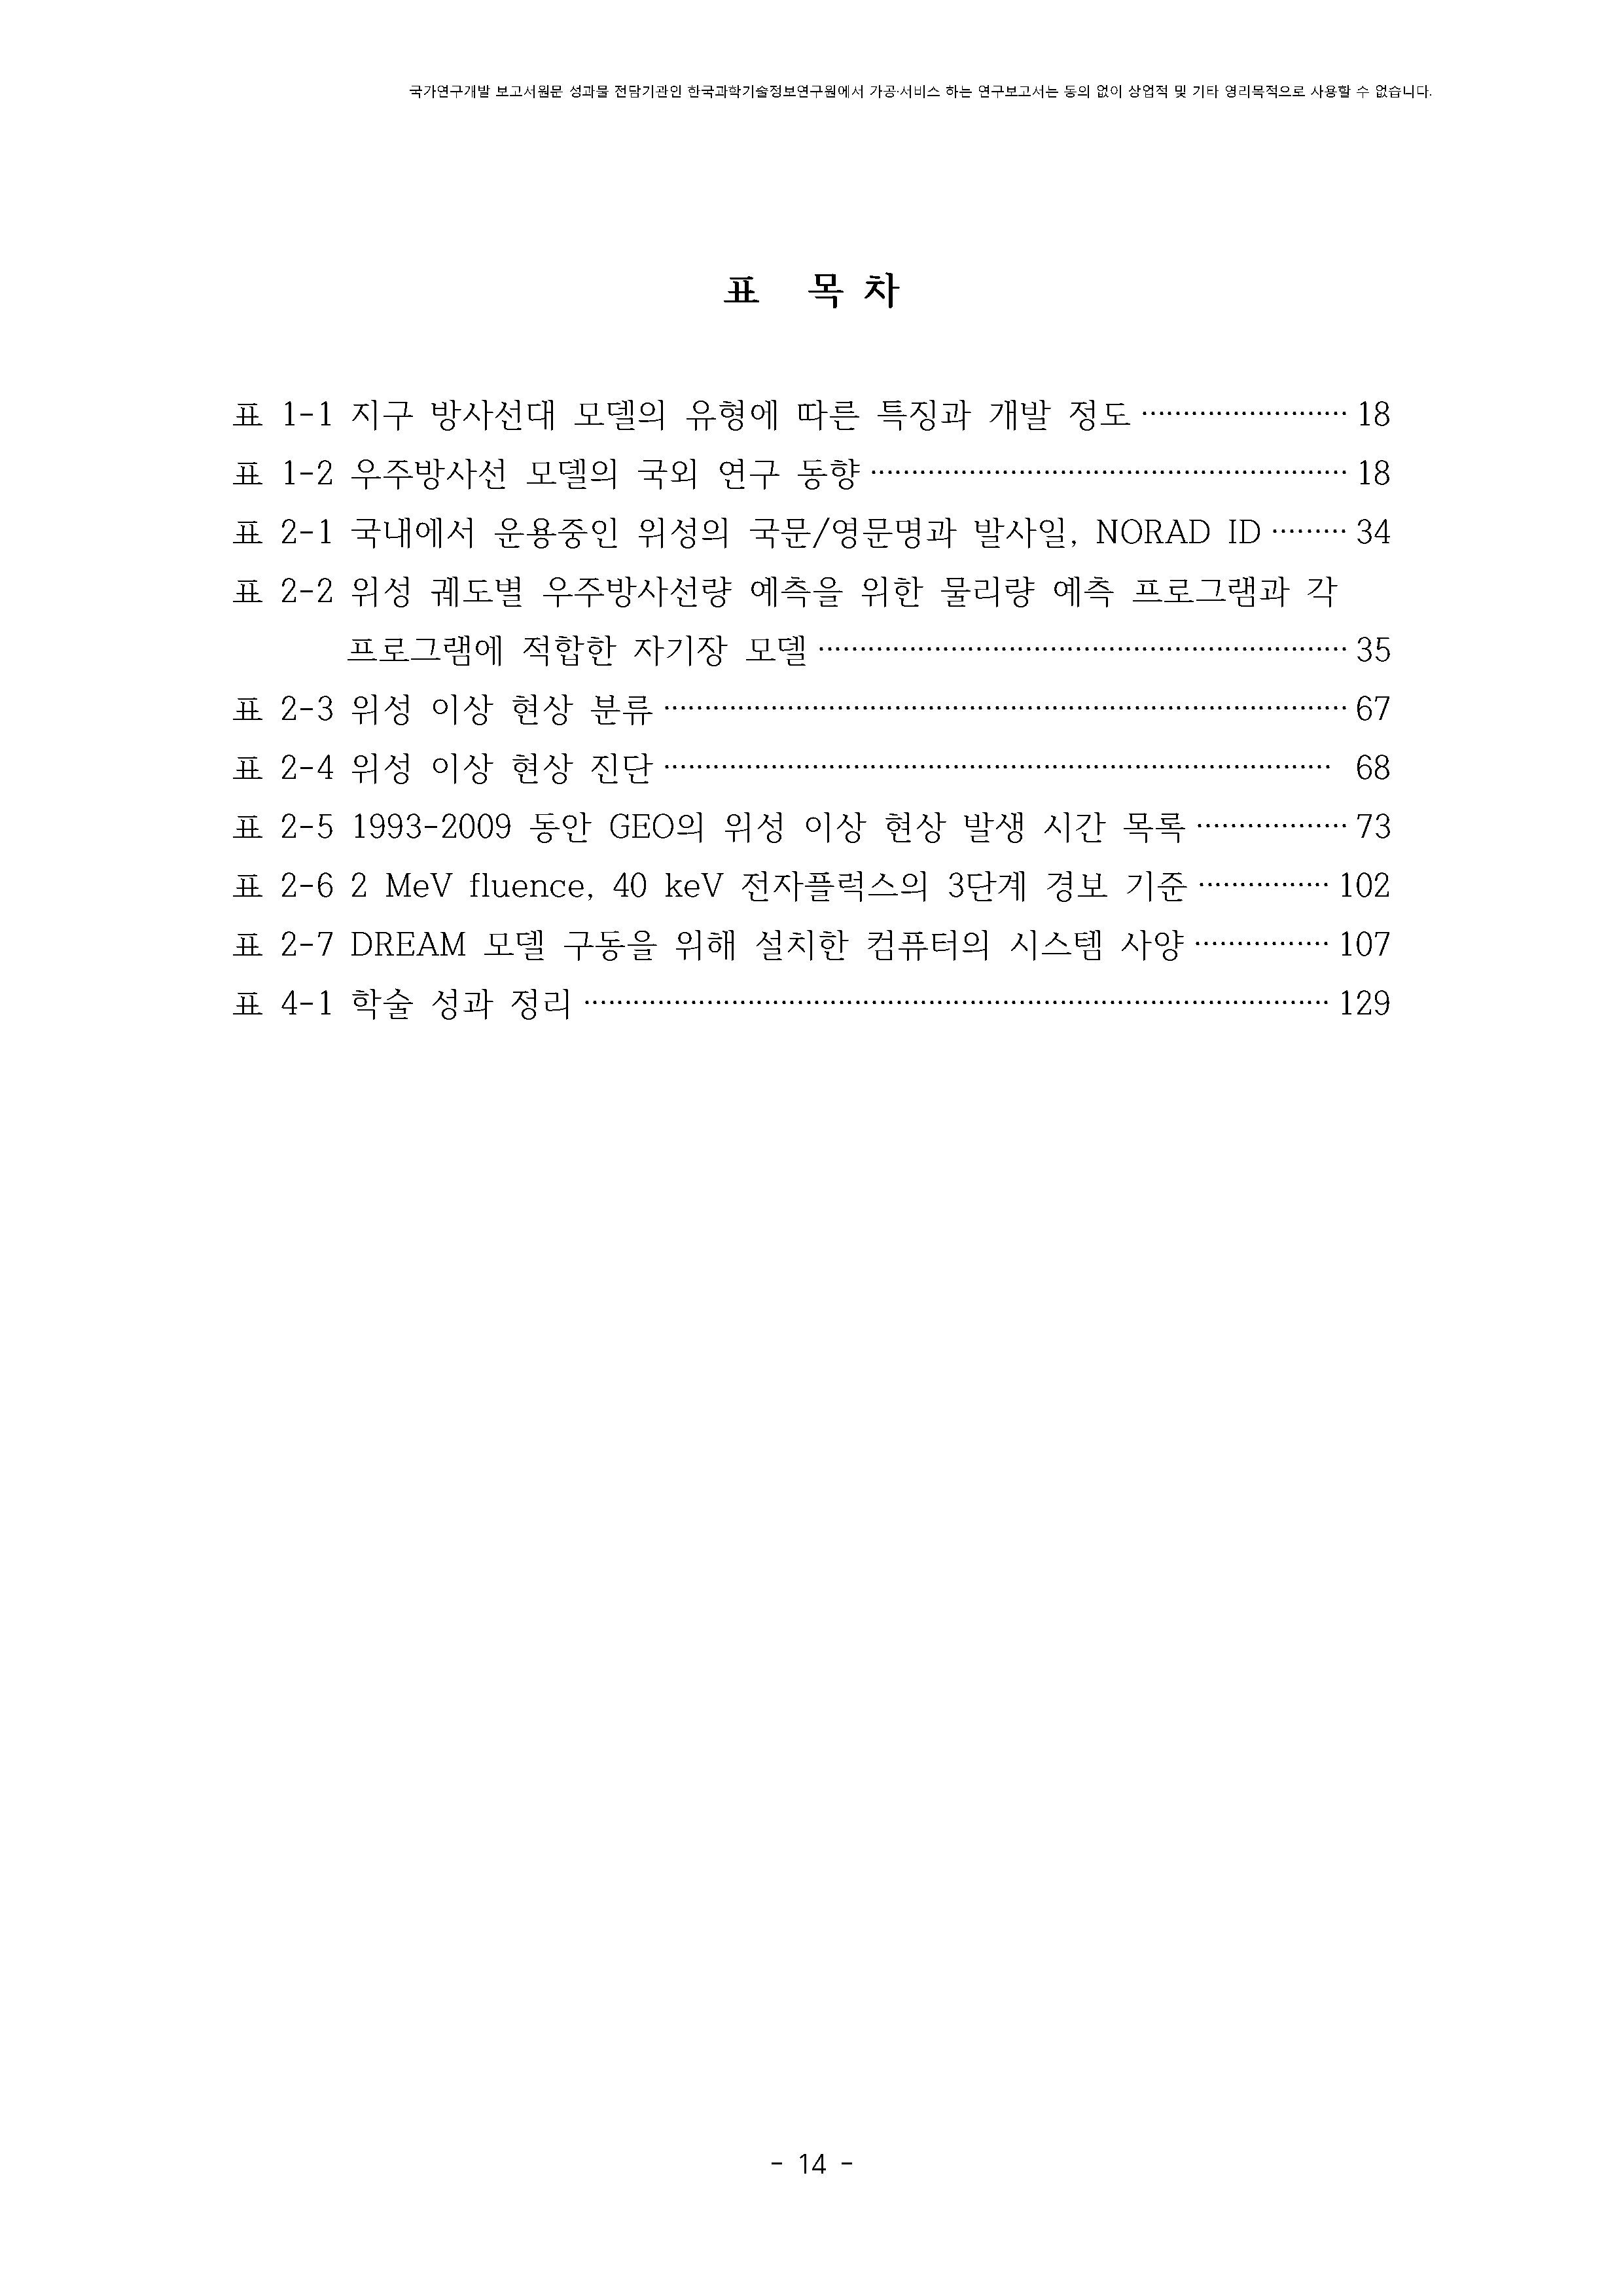 국가연구개발 보고서원문 성과물 전담기관인 한국과학기술정보연구원에서 가공·서비스 하는 연구보고서는 동의 없이 상업적 및 기타 영리목적으로 사용할 수 없습니다.
표 목 차
표 1-1 지구 방사선대 모델의 유형에 따른 특징과 개발 정도 ························· 18
표 1-2 우주방사선 모델의 국외 연구 동향 ·························································· 18
표 2-1 국내에서 운용중인 위성의 국문/영문명과 발사일, NORAD ID ········· 34
표 2-2 위성 궤도별 우주방사선량 예측을 위한 물리량 예측 프로그램과 각
프로그램에 적합한 자기장 모델 ································································ 35
표 2-3 위성 이상 현상 분류 ··················································································· 67
표 2-4 위성 이상 현상 진단 ················································································· 68
표 2-5 1993-2009 동안 GEO의 위성 이상 현상 발생 시간 목록 ··················· 73
표 2-6 2 MeV fluence, 40 keV 전자플럭스의 3단계 경보 기준 ················ 102
표 2-7 DREAM 모델 구동을 위해 설치한 컴퓨터의 시스템 사양 ················ 107
표 4-1 학술 성과 정리 ··························································································· 129
- 14 -